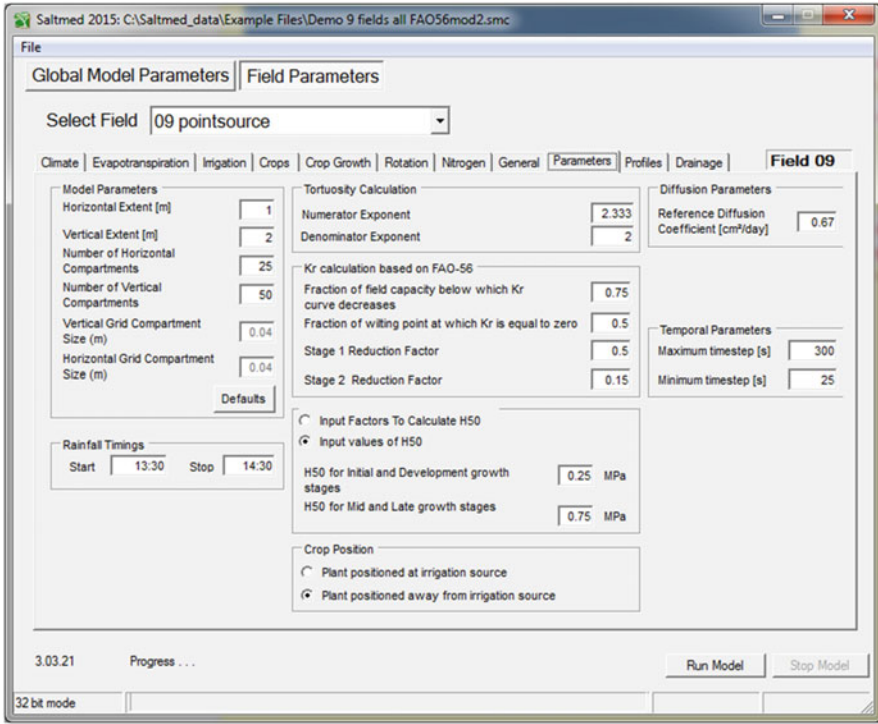 Saltmed 2015: C:\Saltmed_data\Example Files\Demo 9 fields all FAO56mod2.smc
File
Global Model Parameters Field Parameters
Select Field 09 pointsource
Climate Evapotranspiration Irrigation Crops Crop Growth Rotation Nitrogen General Parameters Profiles Drainage Field 09
Model Parameters
Horizontal Extent [m] 1
Vertical Extent [m] 2
Number of Horizontal
Compartments 25
Number of Vertical
Compartments 50
Vertical Grid Compartment
Size (m) 0.04
Horizontal Grid Compartment
Size (m) 0.04
Defaults
Rainfall Timings
Start 13:30 Stop 14:30
Tortuosity Calculation
Numerator Exponent 2.333
Denominator Exponent 2
Kr calculation based on FAO-56
Fraction of field capacity below which Kr
curve decreases 0.75
Fraction of wilting point at which Kr is equal to zero 0.5
Stage 1 Reduction Factor 0.5
Stage 2 Reduction Factor 0.15
Input Factors To Calculate H50
Input values of H50
H50 for Initial and Development growth
stages 0.25 MPa
H50 for Mid and Late growth stages
0.75 MPa
Crop Position
Plant positioned at irrigation source
Plant positioned away from irrigation source
Diffusion Parameters
Reference Diffusion
Coefficient [cm²/day] 0.67
Temporal Parameters
Maximum timestep [s] 300
Minimum timestep [s] 25
3.03.21 Progress . . . Run Model Stop Model
32 bit mode